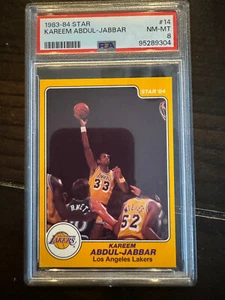 1983-84 STAR #14
KAREEM ABDUL-JABBAR NM-MT
8
PSA 95289304
STAR '84
33
52
LAKERS
KAREEM
ABDUL-JABBAR
Los Angeles Lakers